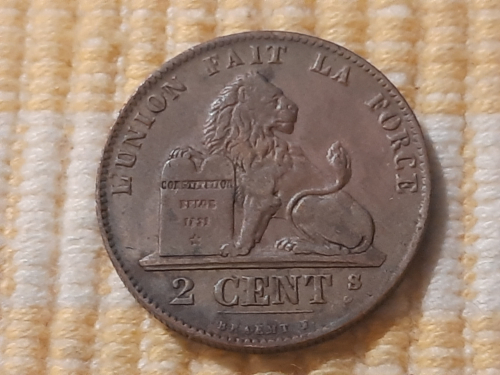 L'UNION FAIT LA FORCE
CONSTITUTION
BELGE
1831
2 CENTS